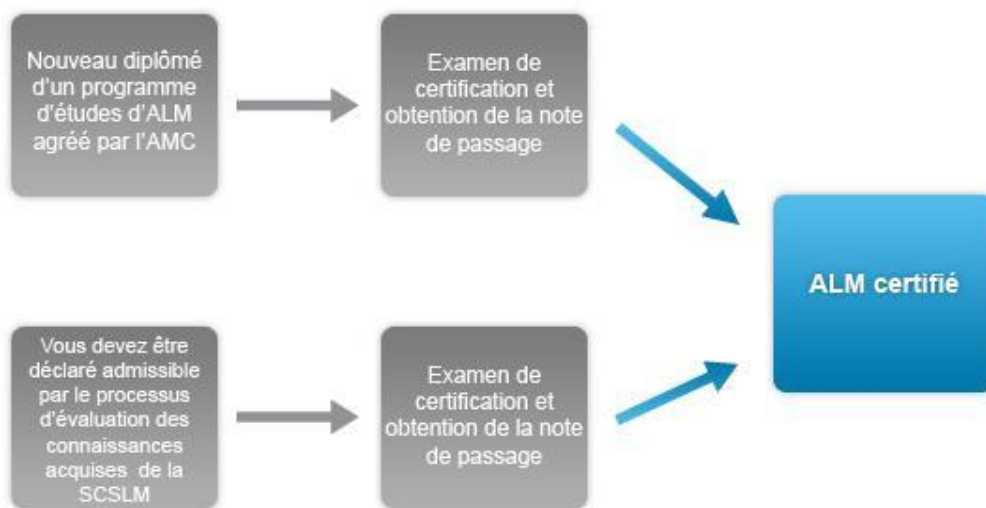 Nouveau diplômé
d'un programme
d'études d'ALM
agréé par l'AMC
Examen de
certification et
obtention de la note
de passage
ALM certifié
Vous devez être
déclaré admissible
par le processus
d'évaluation des
connaissances
acquises de la
SCSLM
Examen de
certification et
obtention de la note
de passage